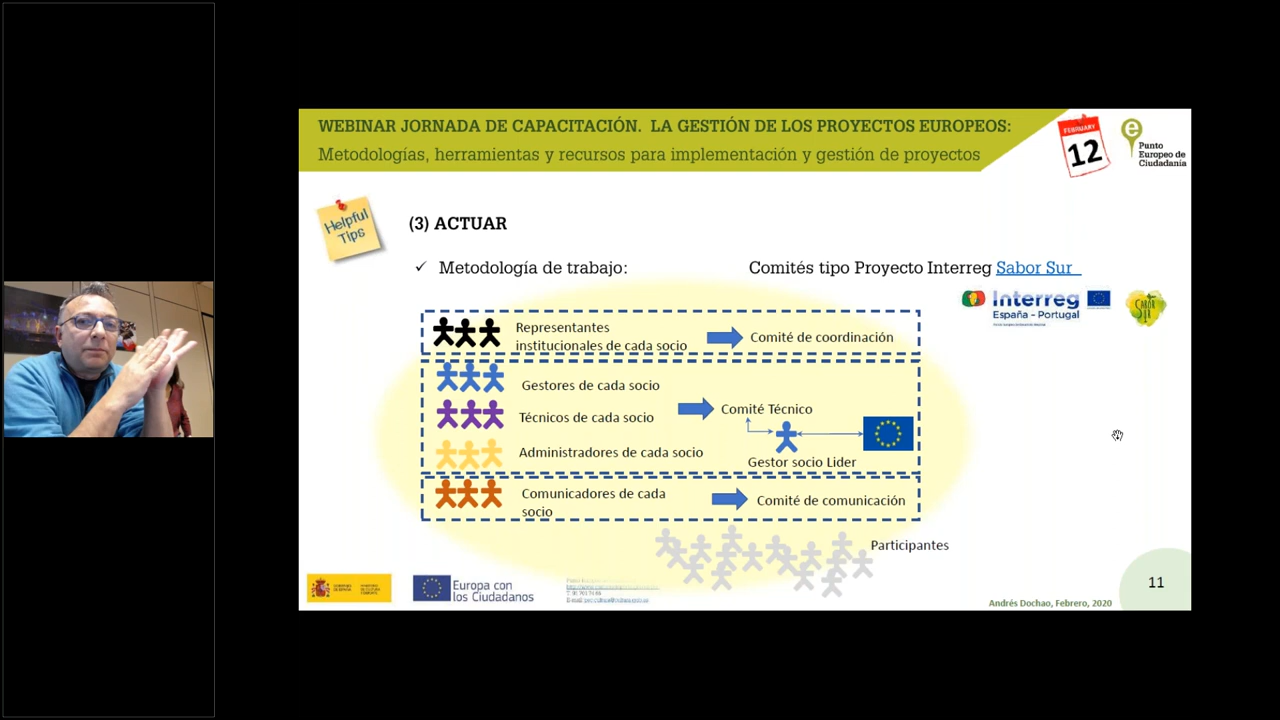 WEBINAR JORNADA DE CAPACITACIÓN. LA GESTIÓN DE LOS PROYECTOS EUROPEOS:
Metodologías, herramientas y recursos para implementación y gestión de proyectos
FEBRUARY
12
e
Punto
Europeo de
Ciudadanía
Helpful
Tips
(3) ACTUAR
✓ Metodología de trabajo:
Comités tipo Proyecto Interreg Sabor Sur
Interreg
España - Portugal
SABOR
SUR
Representantes
institucionales de cada socio
Comité de coordinación
Gestores de cada socio
Técnicos de cada socio
Comité Técnico
Administradores de cada socio
Gestor socio Lider
Comunicadores de cada
socio
Comité de comunicación
Participantes
Europa con
los Ciudadanos
Andrés Dochao, Febrero, 2020
11